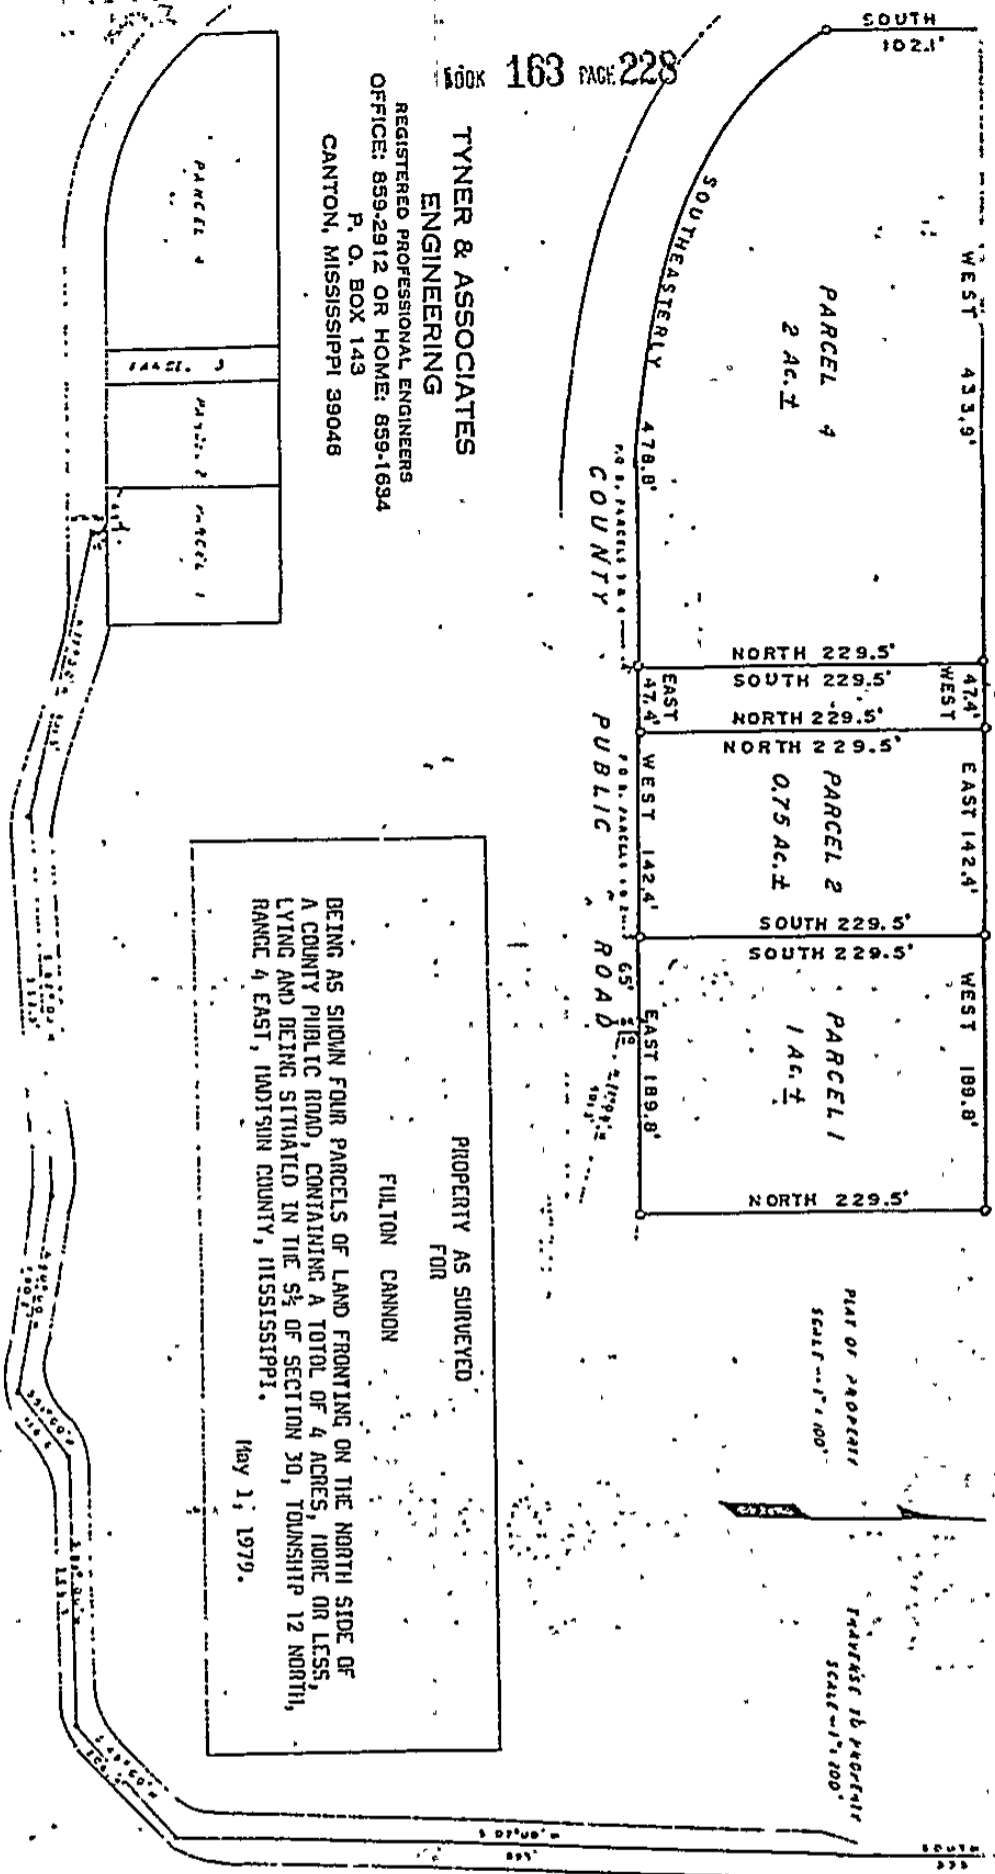 BOOK 163 PAGE 228
SOUTH
102.1'
WEST 433.9'
PARCEL 4
2 AC.±
SOUTHEASTERLY 478.8'
NORTH 229.5'
SOUTH 229.5'
47.4'
WEST
EAST
47.4'
NORTH 229.5'
NORTH 229.5'
EAST 142.4'
PARCEL 2
0.75 AC.±
WEST 142.4'
SOUTH 229.5'
SOUTH 229.5'
WEST 189.8'
PARCEL 1
1 AC.±
65'
EAST 189.8'
NORTH 229.5'
COUNTY PUBLIC ROAD
PLAT OF PROPERTY
SCALE - 1" = 100'
TRAVERSE TO PROPERTY
SCALE - 1" = 200'
TYNER & ASSOCIATES
ENGINEERING
REGISTERED PROFESSIONAL ENGINEERS
OFFICE: 859-2912 OR HOME: 859-1634
P. O. BOX 143
CANTON, MISSISSIPPI 39046
PROPERTY AS SURVEYED
FOR
FULTON CANNON
BEING AS SHOWN FOUR PARCELS OF LAND FRONTING ON THE NORTH SIDE OF
A COUNTY PUBLIC ROAD, CONTAINING A TOTOL OF 4 ACRES, MORE OR LESS,
LYING AND BEING SITUATED IN THE S½ OF SECTION 30, TOWNSHIP 12 NORTH,
RANGE 4 EAST, MADISON COUNTY, MISSISSIPPI.
May 1, 1979.
PARCEL 4
PARCEL 3
PARCEL 2
PARCEL 1
SOUTH